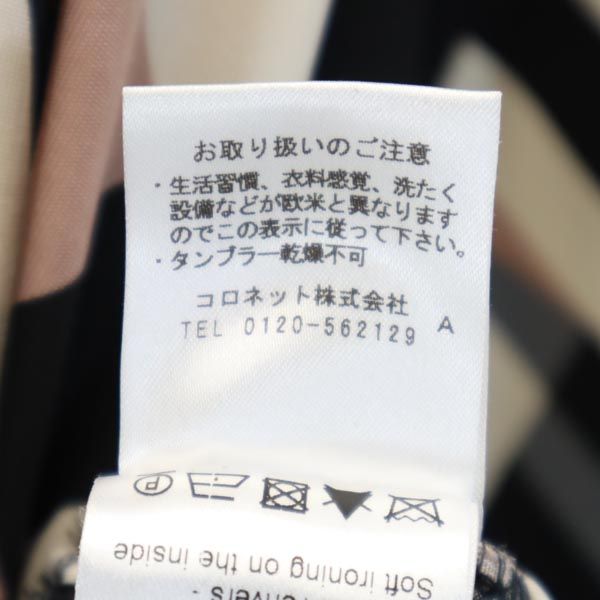 お取り扱いのご注意
・生活習慣、衣料感覚、洗たく
設備などが欧米と異なります
のでこの表示に従って下さい。
・タンブラー乾燥不可
コロネット株式会社
TEL 0120-562129 A
P
Soft ironing on the inside